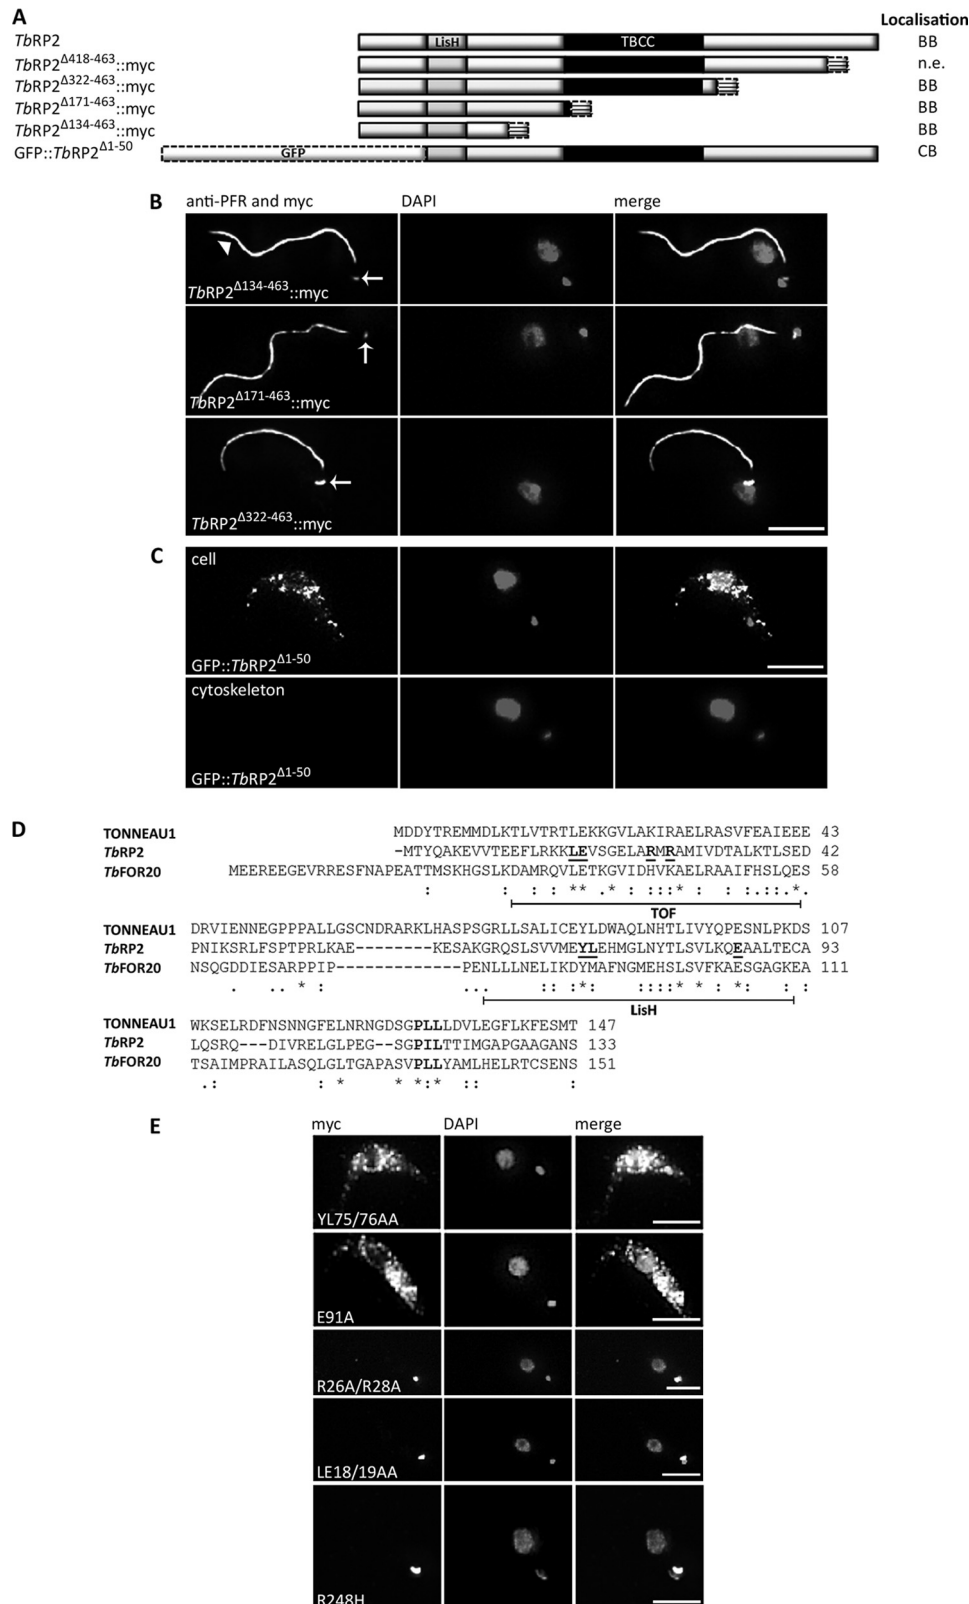 A
Localisation
TbRP2 LisH TBCC BB
TbRP2Δ418-463::myc n.e.
TbRP2Δ322-463::myc BB
TbRP2Δ171-463::myc BB
TbRP2Δ134-463::myc BB
GFP::TbRP2Δ1-50 GFP CB
B anti-PFR and myc DAPI merge
TbRP2Δ134-463::myc
TbRP2Δ171-463::myc
TbRP2Δ322-463::myc
C cell
GFP::TbRP2Δ1-50
cytoskeleton
GFP::TbRP2Δ1-50
D
TONNEAU1 MDDYTREMMDLKTLVTRTLEKKGVLAKIRAELRASVFEAIEEE 43
TbRP2 -MTYQAKEVVTEEFLRKKLEVSGELARMRAMIVDTALKTLSED 42
TbFOR20 MEEREEGEVRRESFNAPEATTTMSKHGSLKDAMRQVLETKGVIDHVKAELRAAIFHSLQES 58
: : : ** .* : ::: : :.::.*.
TOF
TONNEAU1 DRVIENNEGPPPALLGSCNDRARKLHASPSGRLLSALICEYLDWAQLNHTLIVYQPESNLPKDS 107
TbRP2 PNIKSRLFSPTPRLKAE--------KESAKGRQSLSVVMEYLEHMGLNYTLSVLKQEAALTECA 93
TbFOR20 NSQGDDIESARPPIP-------------PENLLLNELIKDYMAFNGMEHSLSVFKAESGAGKEA 111
. .. * : ... :: :*: :::* * : *: : :
LisH
TONNEAU1 WKSELRDFNSNNGFELNRNGDSGPLLLDVLEGFLKFESMT 147
TbRP2 LQSRQ---DIVRELGLPEG--SGPILTTIMGAPGAAGANS 133
TbFOR20 TSAIMPRAILASQLGLTGAPASVPLLYAMLHELRTCSENS 151
.: : * * *:* :: :
E myc DAPI merge
YL75/76AA
E91A
R26A/R28A
LE18/19AA
R248H